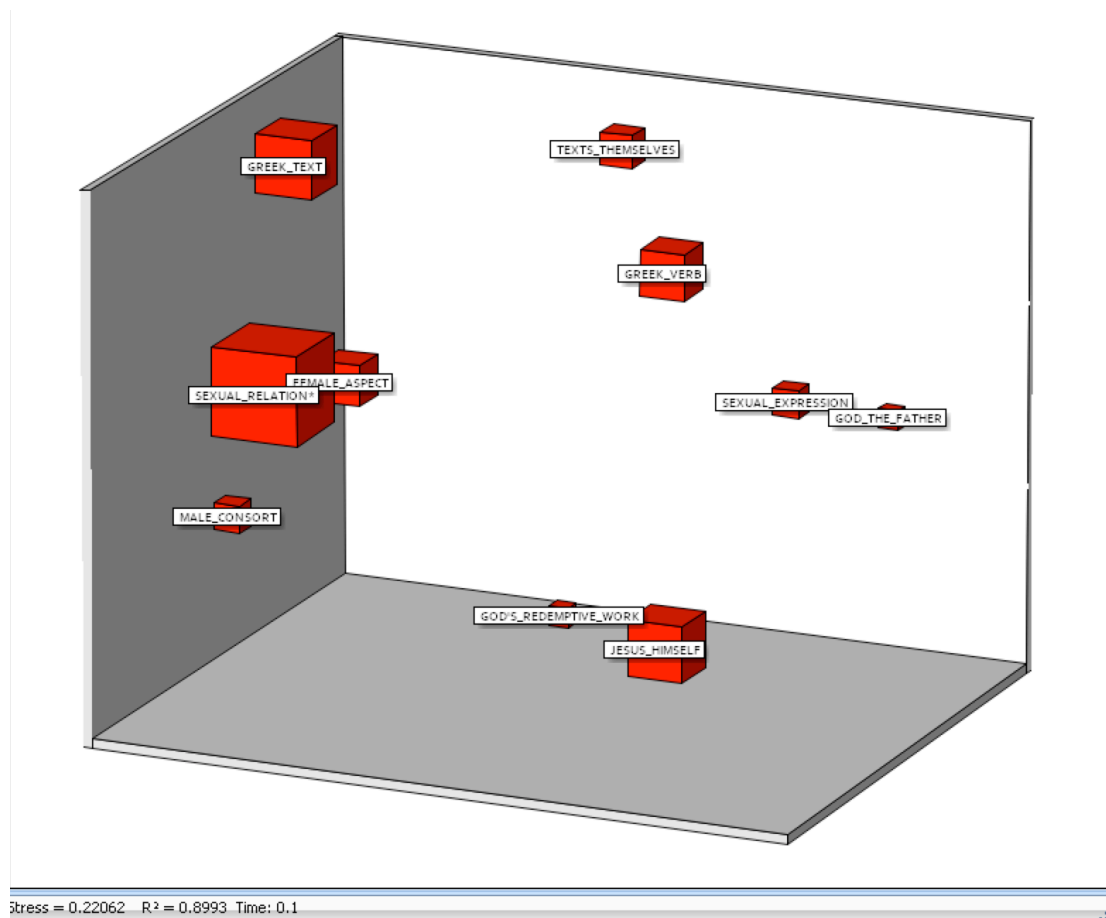 GREEK_TEXT
TEXTS_THEMSELVES
GREEK_VERB
FEMALE_ASPECT
SEXUAL_RELATION*
SEXUAL_EXPRESSION
GOD_THE_FATHER
MALE_CONSORT
GOD'S_REDEMPTIVE_WORK
JESUS_HIMSELF
Stress = 0.22062 R² = 0.8993 Time: 0.1